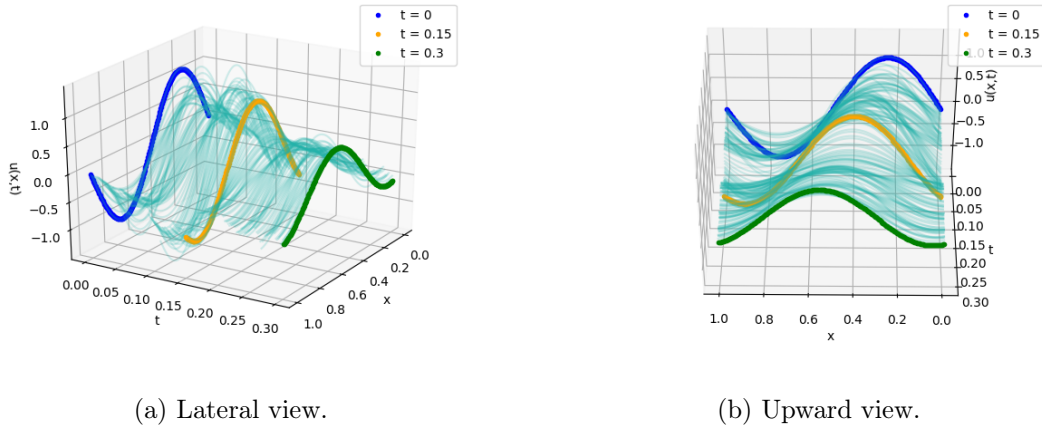 t = 0
t = 0.15
t = 0.3
1.0
0.5
0.0
−0.5
−1.0
u(x,t)
0.00
0.05
0.10
0.15
0.20
0.25
0.30
t
0.0
0.2
0.4
0.6
0.8
1.0
x
t = 0
t = 0.15
t = 0.3
1.0
0.5
0.0
−0.5
−1.0
u(x,t)
0.00
0.05
0.10
0.15
0.20
0.25
0.30
t
1.0 0.8 0.6 0.4 0.2 0.0
x
(a) Lateral view.
(b) Upward view.